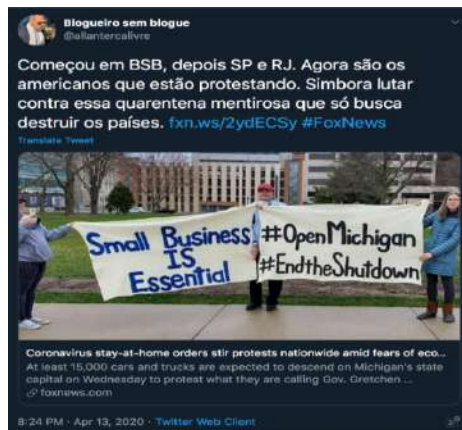 Blogueiro sem blogue
@allantercalivre
Começou em BSB, depois SP e RJ. Agora são os
americanos que estão protestando. Simbora lutar
contra essa quarentena mentirosa que só busca
destruir os países. fxn.ws/2ydECSy #FoxNews
Translate Tweet
Small Business
IS
Essential
#OpenMichigan
#EndtheShutdown
Coronavirus stay-at-home orders stir protests nationwide amid fears of eco...
At least 15,000 cars and trucks are expected to descend on Michigan's state
capital on Wednesday to protest what they are calling Gov. Gretchen ...
foxnews.com
8:24 PM · Apr 13, 2020 · Twitter Web Client